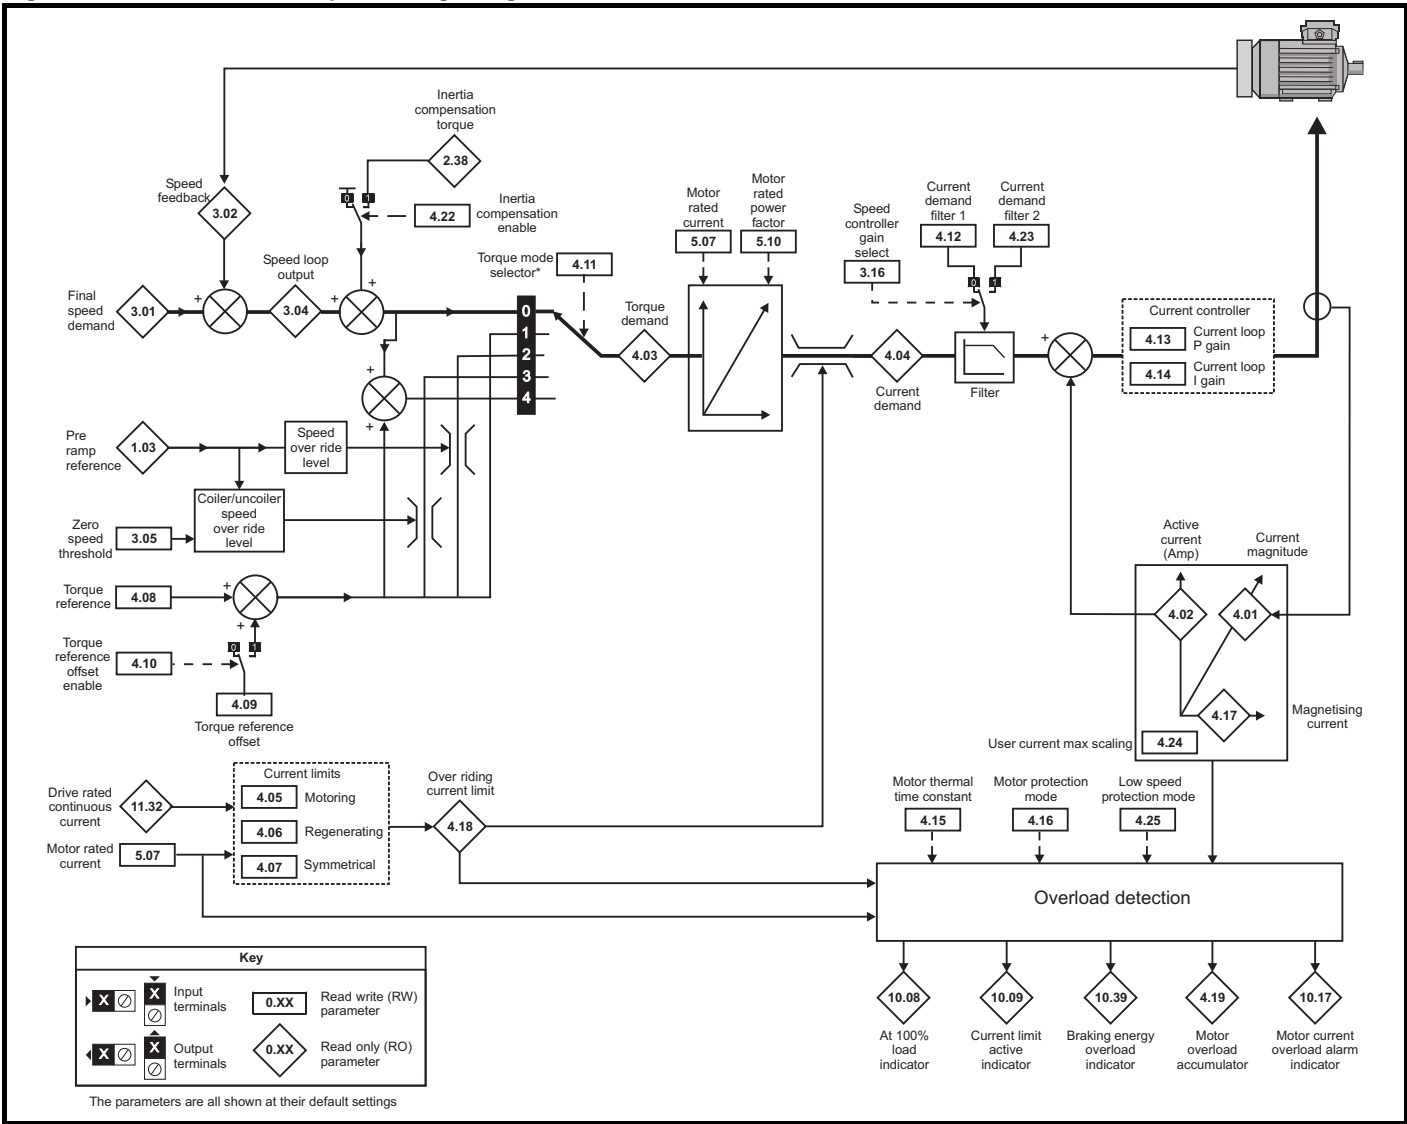 Inertia
compensation
torque
2.38
Speed
feedback
3.02
0 1
4.22
Inertia
compensation
enable
Torque mode
selector*
4.11
Motor
rated
current
5.07
Motor
rated
power
factor
5.10
Speed
controller
gain
select
3.16
Current
demand
filter 1
4.12
Current
demand
filter 2
4.23
0 1
Final
speed
demand
3.01
+
Speed loop
output
3.04
+
+
0
1
2
3
4
Torque
demand
4.03
4.04
Current
demand
Filter
+
Current controller
4.13
Current loop
P gain
4.14
Current loop
I gain
+
+
Pre
ramp
reference
1.03
Speed
over ride
level
Coiler/uncoiler
speed
over ride
level
Zero
speed
threshold
3.05
Torque
reference
4.08
+
+
0 1
Torque
reference
offset
enable
4.10
4.09
Torque reference
offset
Active
current
(Amp)
Current
magnitude
4.02
4.01
4.17
Magnetising
current
User current max scaling
4.24
Drive rated
continuous
current
11.32
Motor rated
current
5.07
Current limits
4.05
Motoring
4.06
Regenerating
4.07
Symmetrical
Over riding
current limit
4.18
Motor thermal
time constant
4.15
Motor protection
mode
4.16
Low speed
protection mode
4.25
Overload detection
10.08
At 100%
load
indicator
10.09
Current limit
active
indicator
10.39
Braking energy
overload
indicator
4.19
Motor
overload
accumulator
10.17
Motor current
overload alarm
indicator
Key
X
X
Input
terminals
0.XX
Read write (RW)
parameter
X
X
Output
terminals
0.XX
Read only (RO)
parameter
The parameters are all shown at their default settings